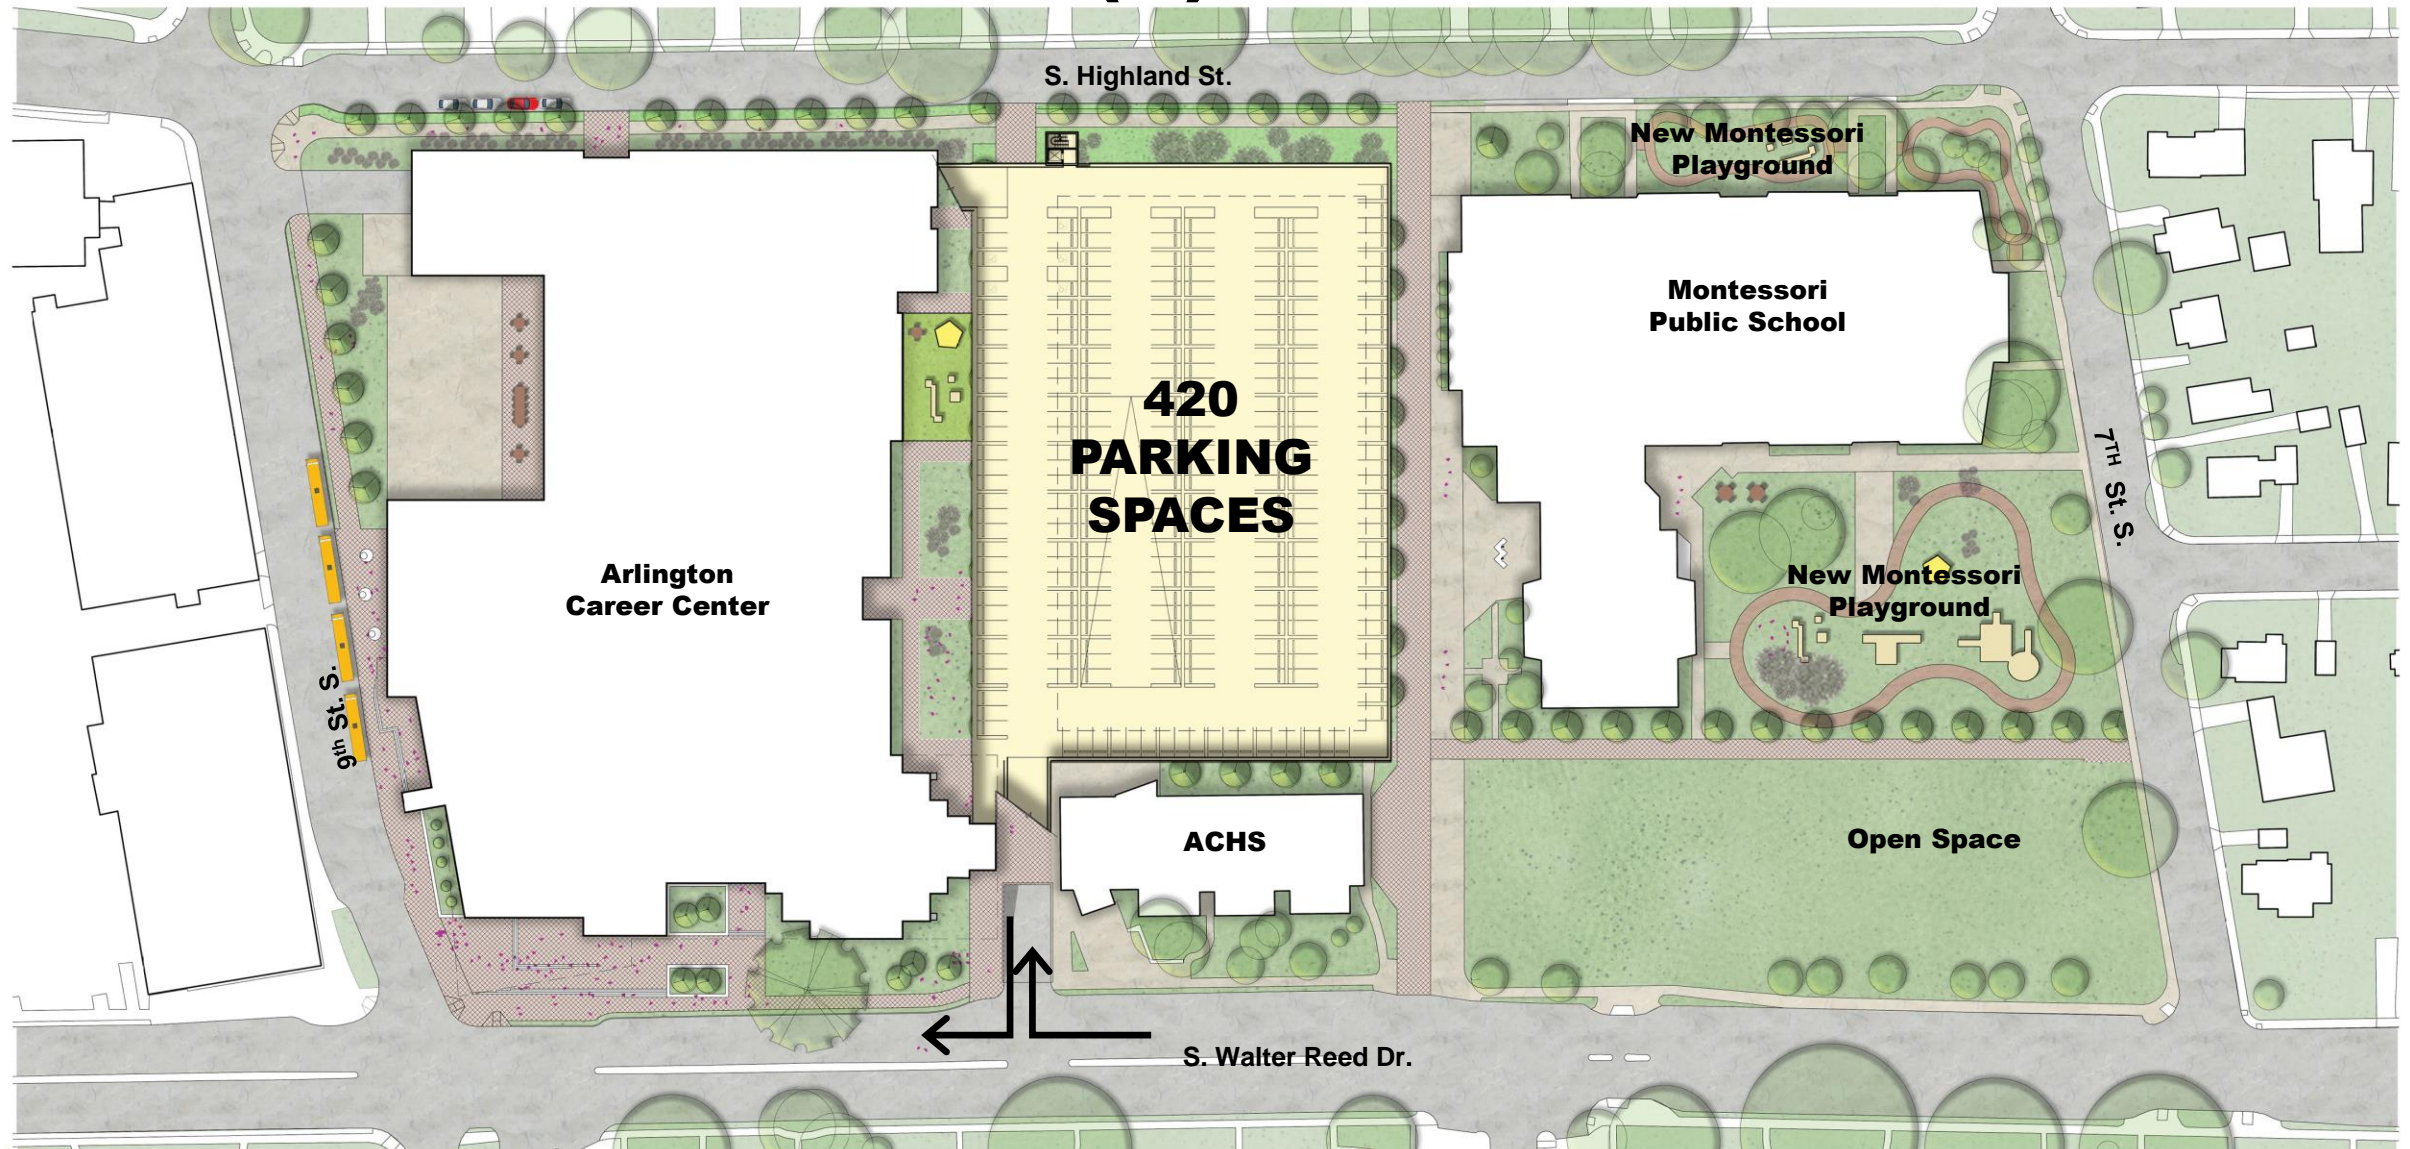 S. Highland St.
New Montessori
Playground
Montessori
Public School
420
PARKING
SPACES
7TH St. S.
Arlington
Career Center
New Montessori
Playground
9th St. S.
ACHS
Open Space
S. Walter Reed Dr.